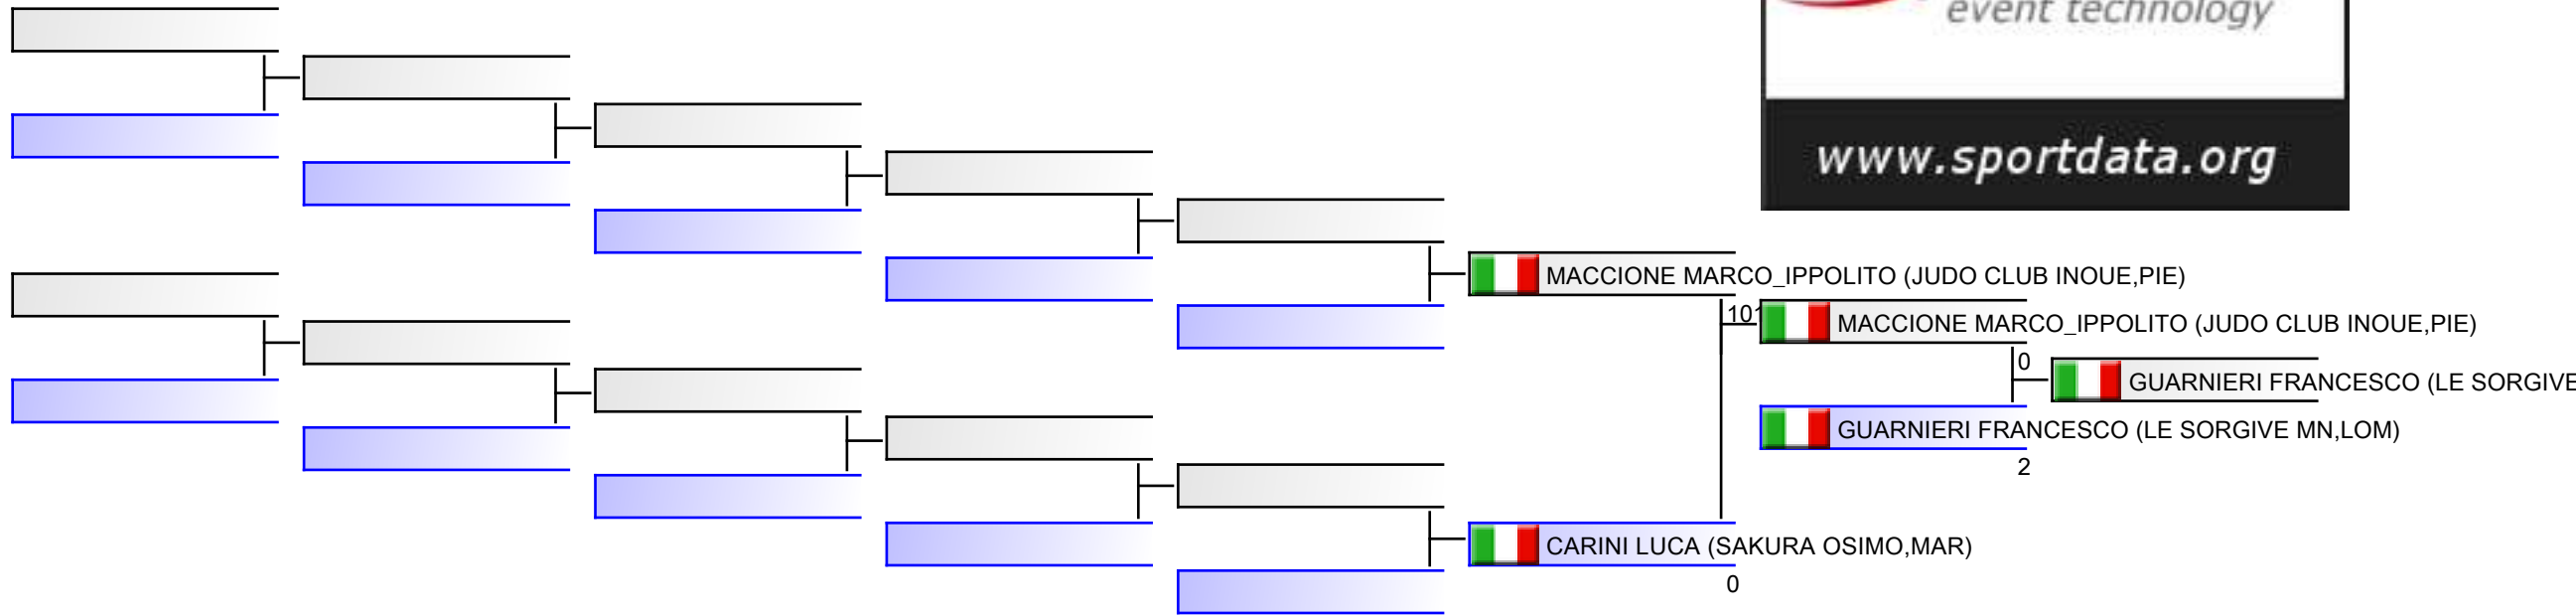 event technology
www.sportdata.org
MACCIONE MARCO_IPPOLITO (JUDO CLUB INOUE,PIE)
101
MACCIONE MARCO_IPPOLITO (JUDO CLUB INOUE,PIE)
0
GUARNIERI FRANCESCO (LE SORGIVE
GUARNIERI FRANCESCO (LE SORGIVE MN,LOM)
2
CARINI LUCA (SAKURA OSIMO,MAR)
0